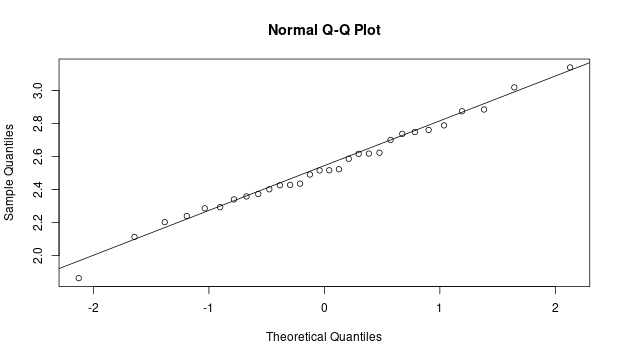 Normal Q-Q Plot
Sample Quantiles
3.0
2.8
2.6
2.4
2.2
2.0
-2 -1 0 1 2
Theoretical Quantiles